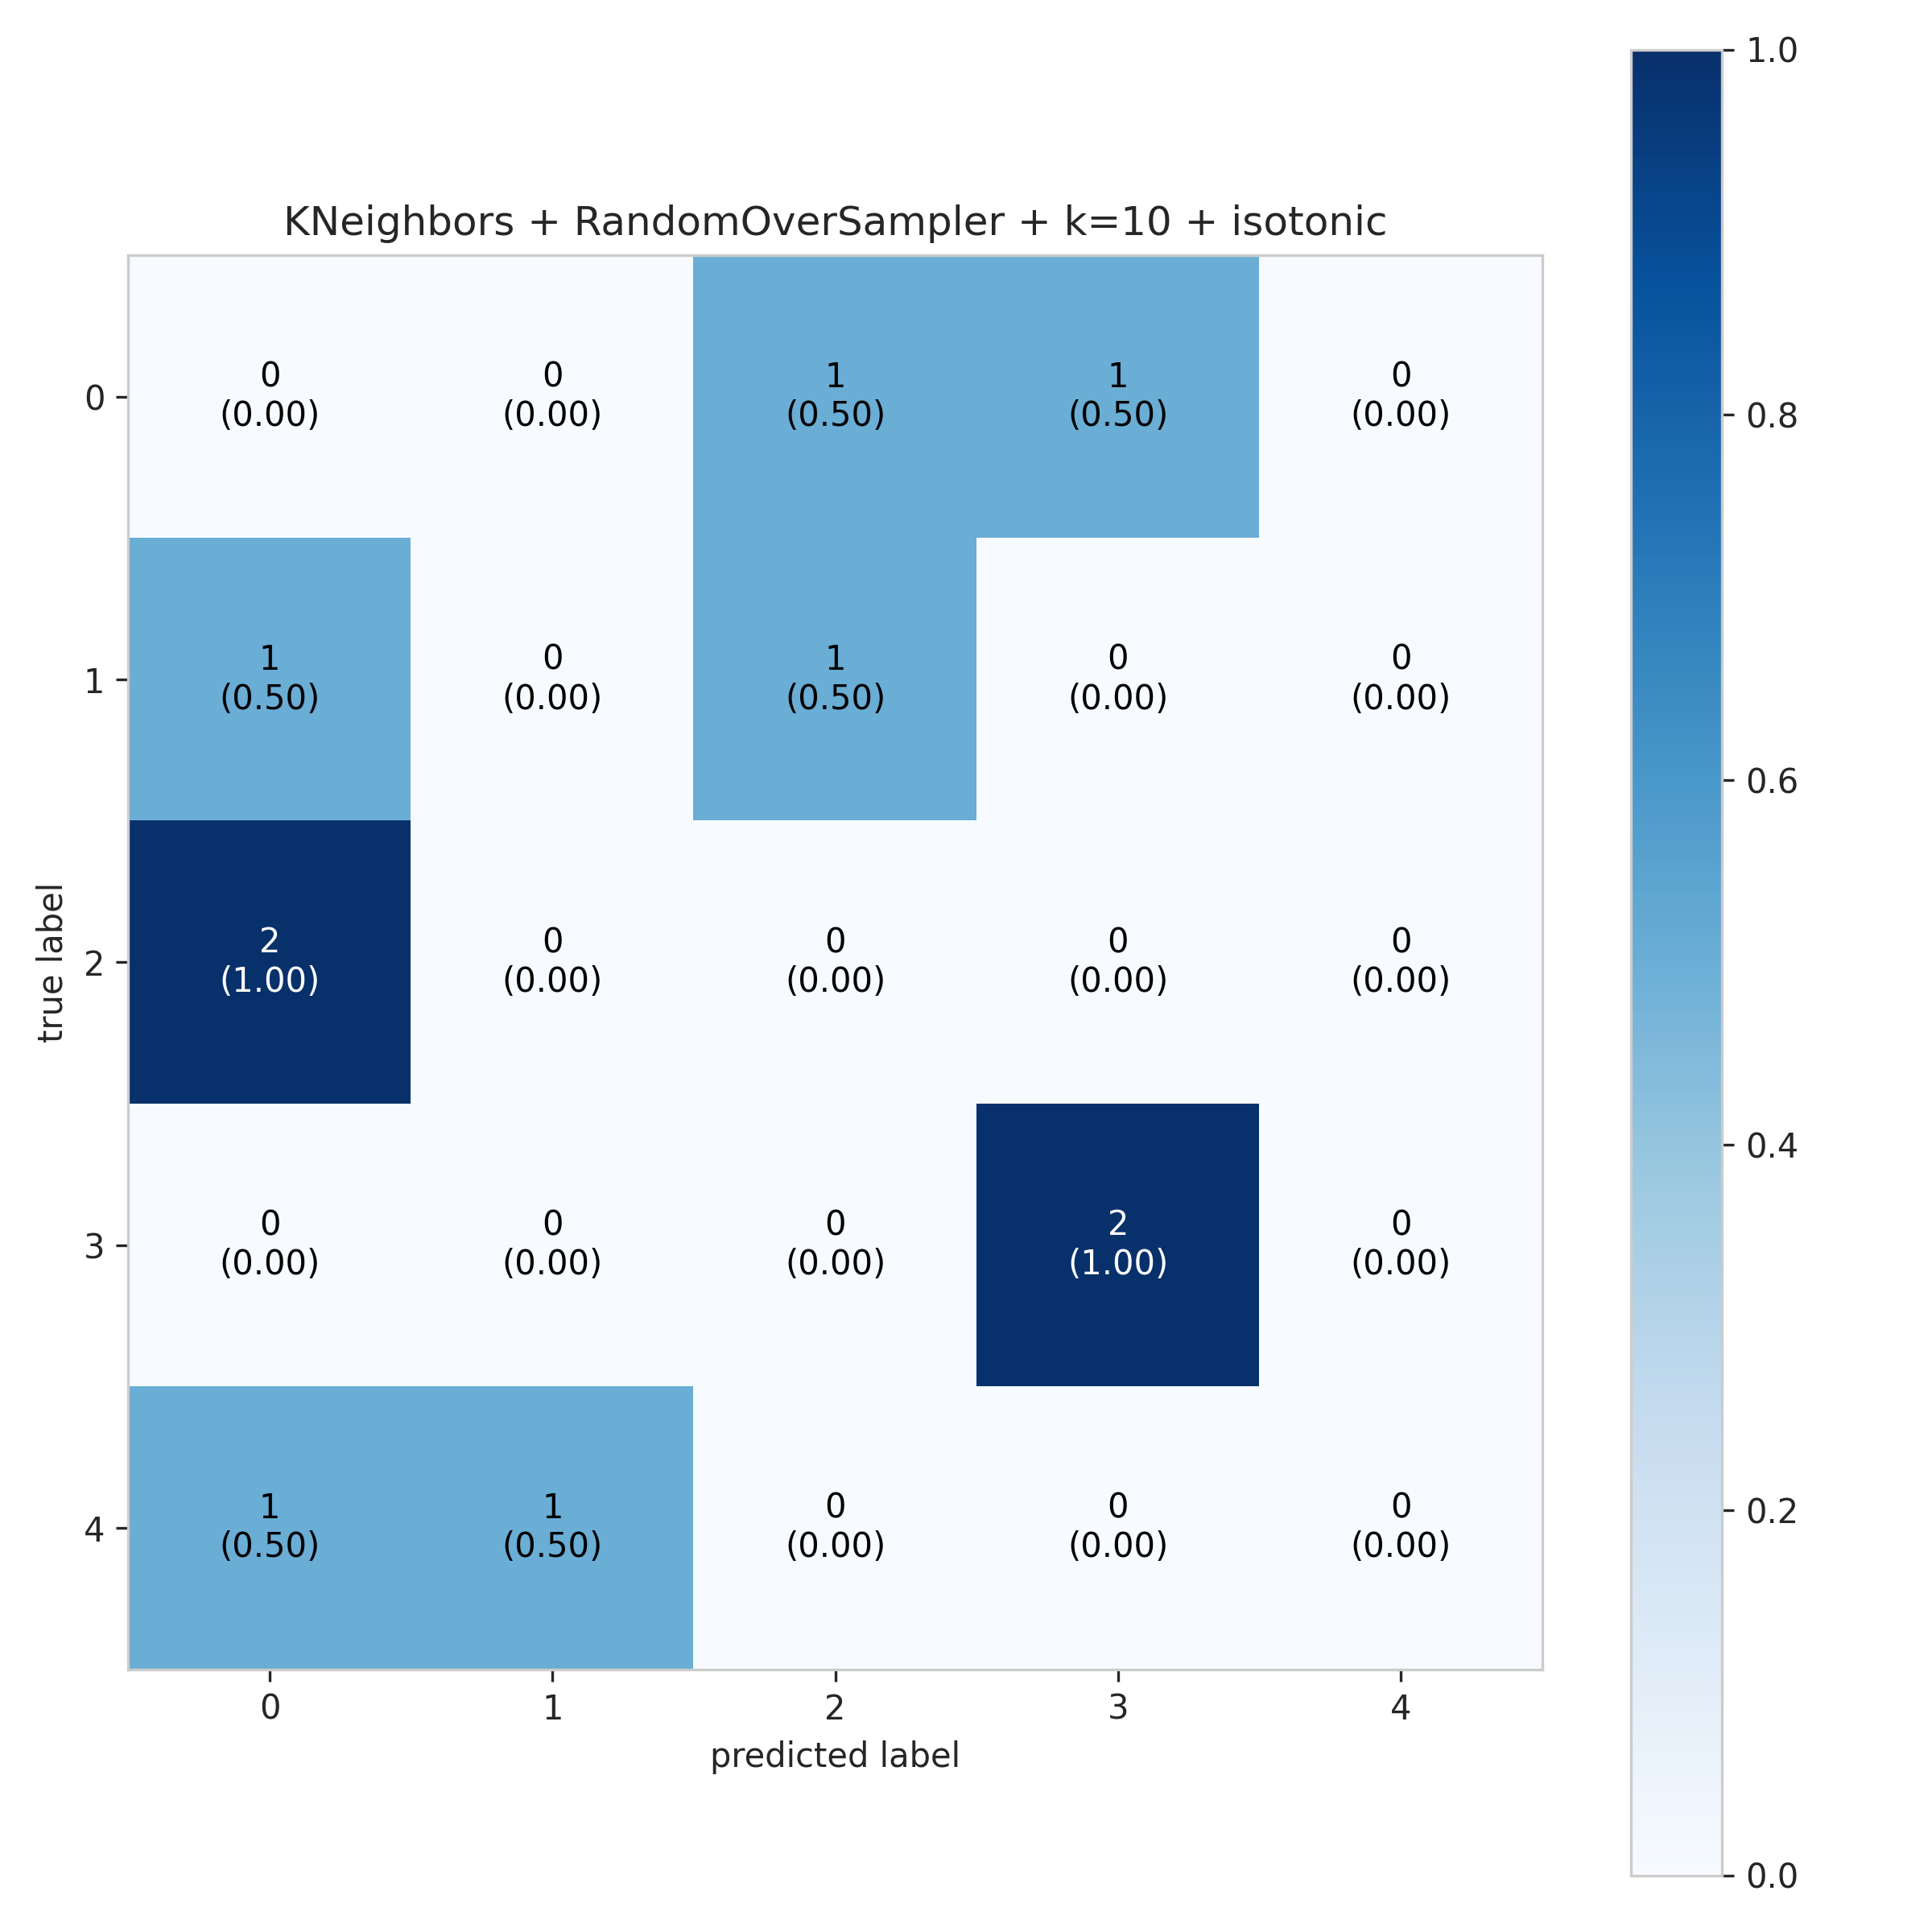 KNeighbors + RandomOverSampler + k=10 + isotonic
true label
0
0 0 1 1 0
(0.00) (0.00) (0.50) (0.50) (0.00)
1
1 0 1 0 0
(0.50) (0.00) (0.50) (0.00) (0.00)
2
2 0 0 0 0
(1.00) (0.00) (0.00) (0.00) (0.00)
3
0 0 0 2 0
(0.00) (0.00) (0.00) (1.00) (0.00)
4
1 1 0 0 0
(0.50) (0.50) (0.00) (0.00) (0.00)
0 1 2 3 4
predicted label
1.0
0.8
0.6
0.4
0.2
0.0